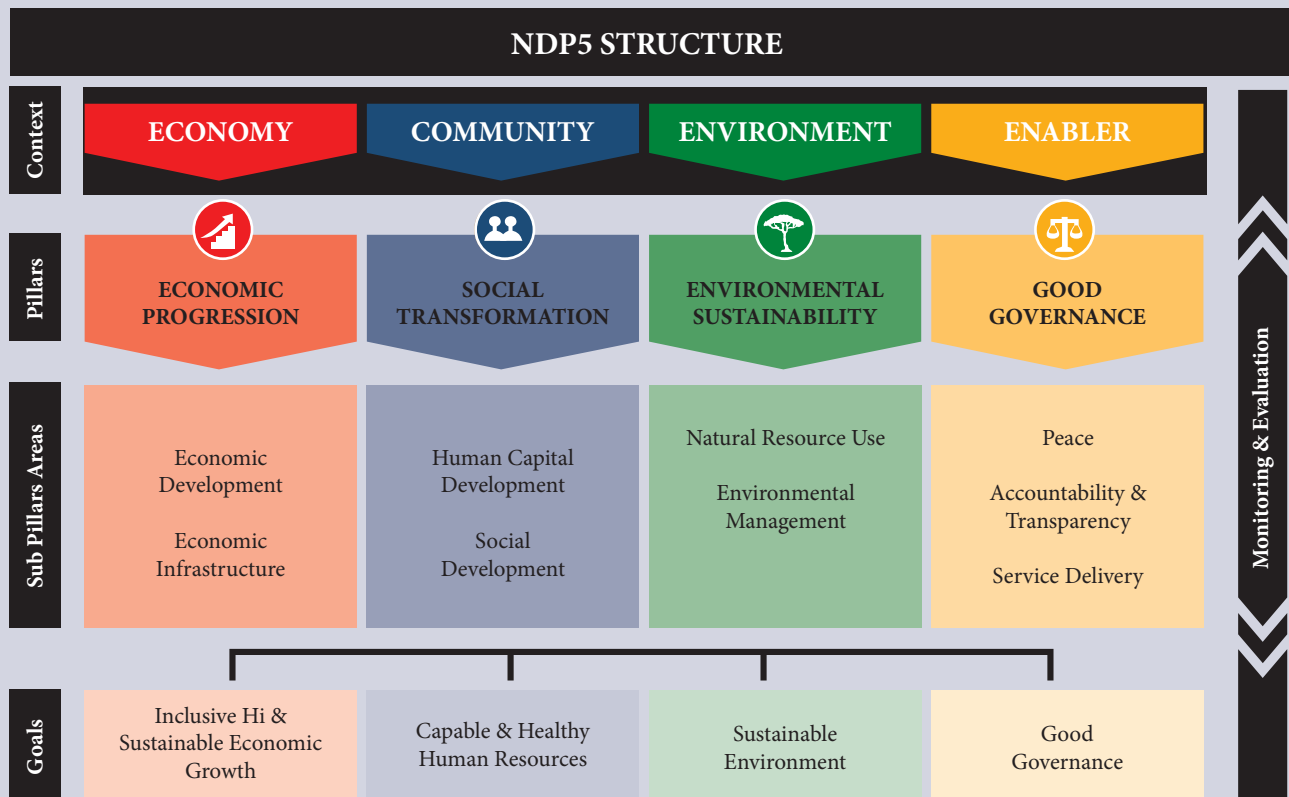 NDP5 STRUCTURE
Context
ECONOMY
COMMUNITY
ENVIRONMENT
ENABLER
Pillars
ECONOMIC
PROGRESSION
SOCIAL
TRANSFORMATION
ENVIRONMENTAL
SUSTAINABILITY
GOOD
GOVERNANCE
Sub Pillars Areas
Economic
Development
Economic
Infrastructure
Human Capital
Development
Social
Development
Natural Resource Use
Environmental
Management
Peace
Accountability &
Transparency
Service Delivery
Goals
Inclusive Hi &
Sustainable Economic
Growth
Capable & Healthy
Human Resources
Sustainable
Environment
Good
Governance
Monitoring & Evaluation